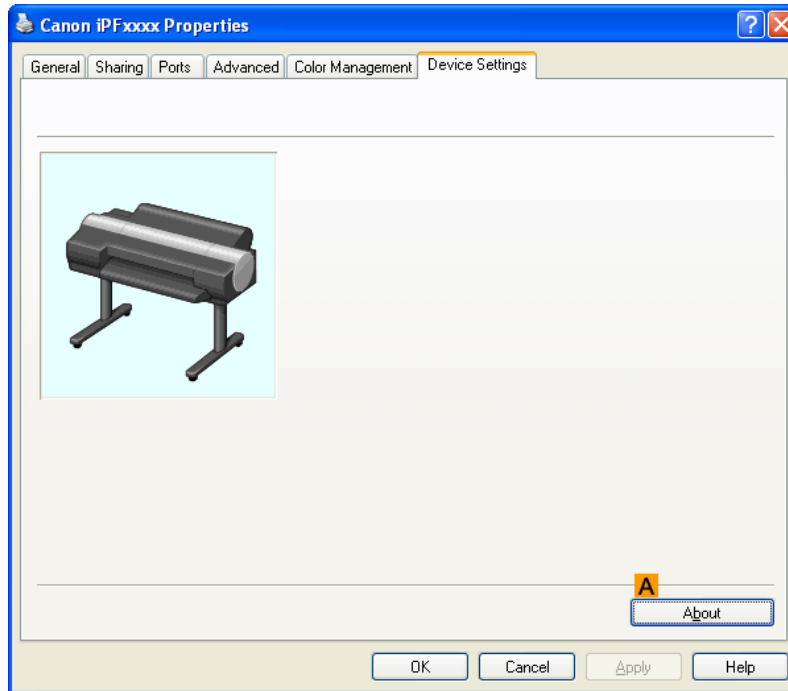 Canon iPFxxxx Properties
General Sharing Ports Advanced Color Management Device Settings
A
About
OK Cancel Apply Help